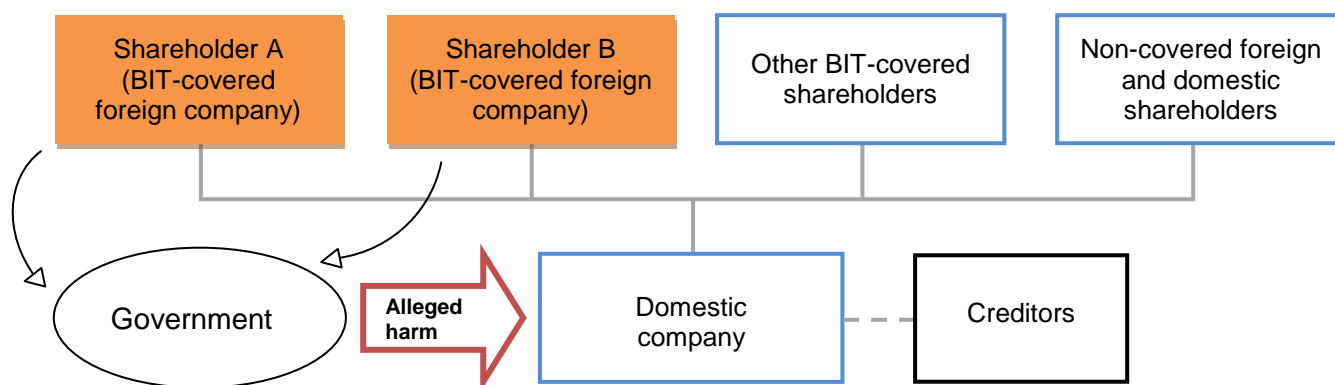 Shareholder A
(BIT-covered
foreign company)
Shareholder B
(BIT-covered foreign
company)
Other BIT-covered
shareholders
Non-covered foreign
and domestic
shareholders
Government
Alleged
harm
Domestic
company
Creditors